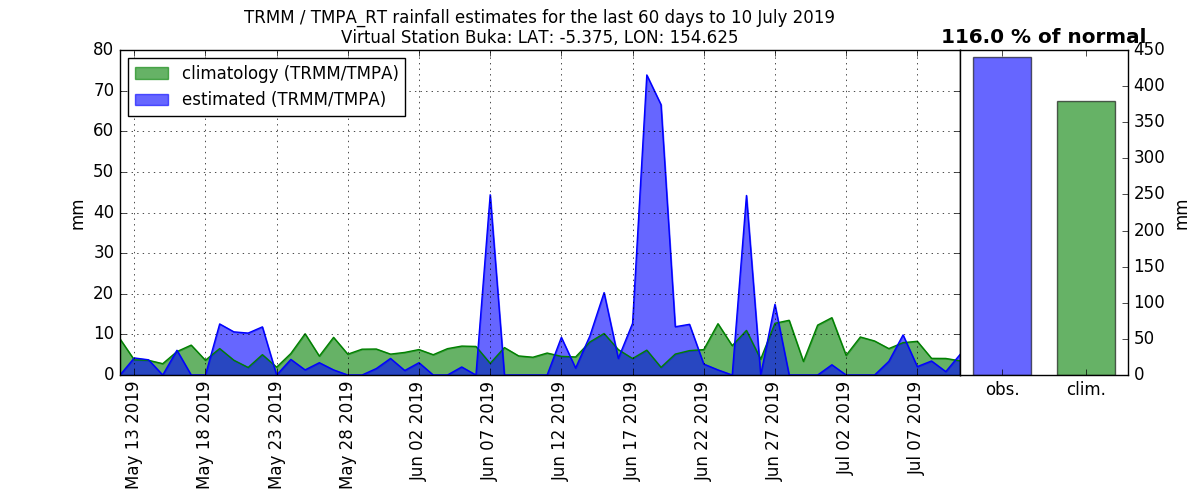 TRMM / TMPA_RT rainfall estimates for the last 60 days to 10 July 2019
Virtual Station Buka: LAT: -5.375, LON: 154.625
116.0 % of normal
climatology (TRMM/TMPA)
estimated (TRMM/TMPA)
mm
80
70
60
50
40
30
20
10
0
May 13 2019
May 18 2019
May 23 2019
May 28 2019
Jun 02 2019
Jun 07 2019
Jun 12 2019
Jun 17 2019
Jun 22 2019
Jun 27 2019
Jul 02 2019
Jul 07 2019
obs.
clim.
450
400
350
300
250
200
150
100
50
0
mm